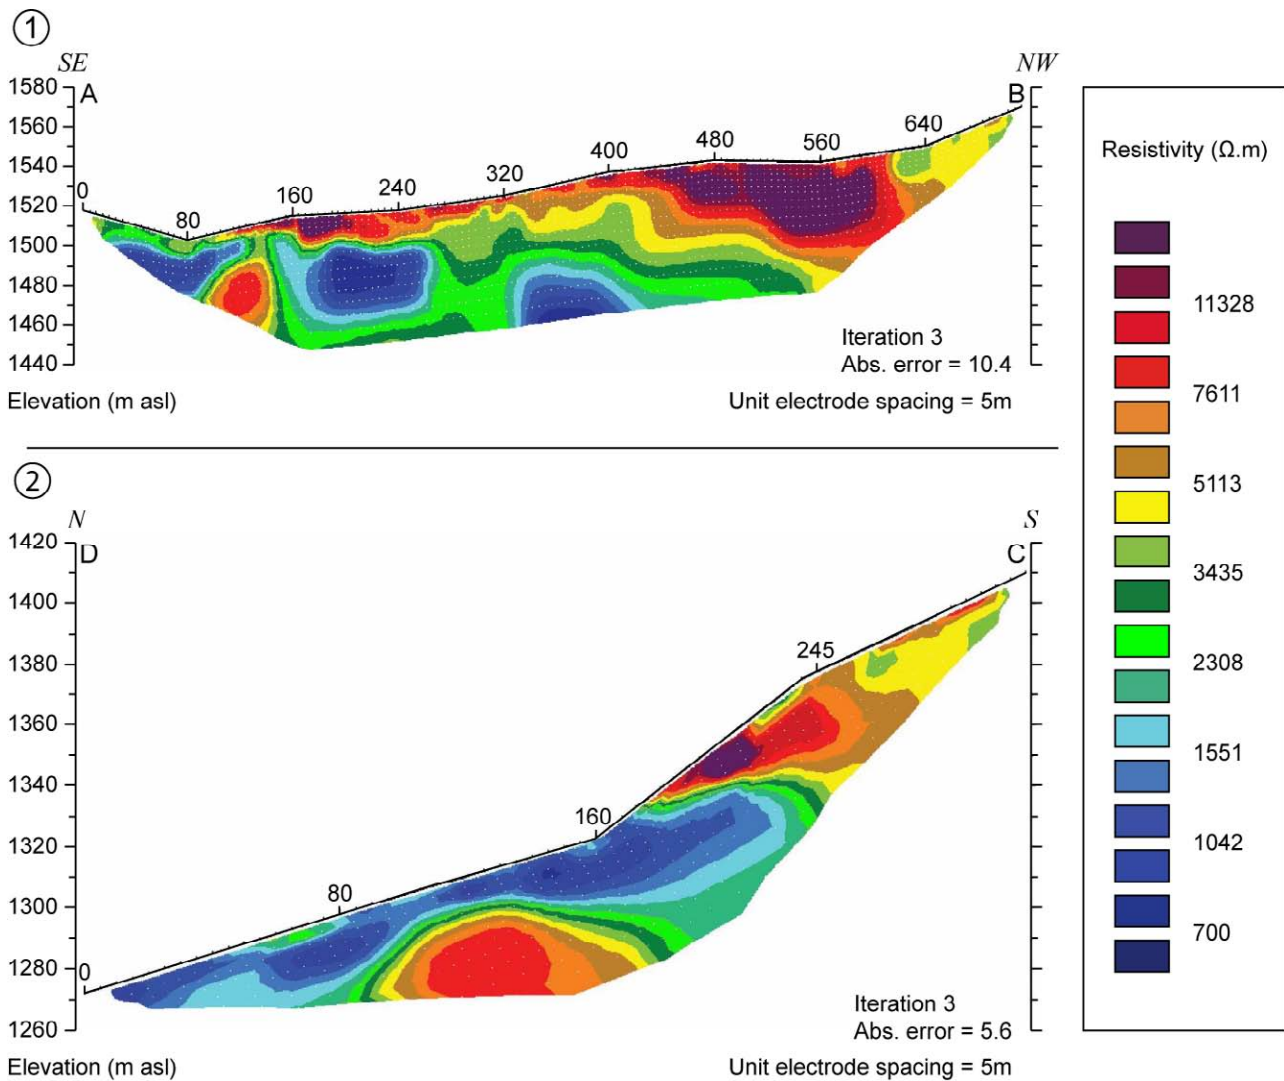 ①
SE
NW
A
B
1580
1560
1540
1520
1500
1480
1460
1440
0
80
160
240
320
400
480
560
640
Iteration 3
Abs. error = 10.4
Elevation (m asl)
Unit electrode spacing = 5m
②
N
S
D
C
1420
1400
1380
1360
1340
1320
1300
1280
1260
0
80
160
245
Iteration 3
Abs. error = 5.6
Elevation (m asl)
Unit electrode spacing = 5m
Resistivity (Ω.m)
11328
7611
5113
3435
2308
1551
1042
700